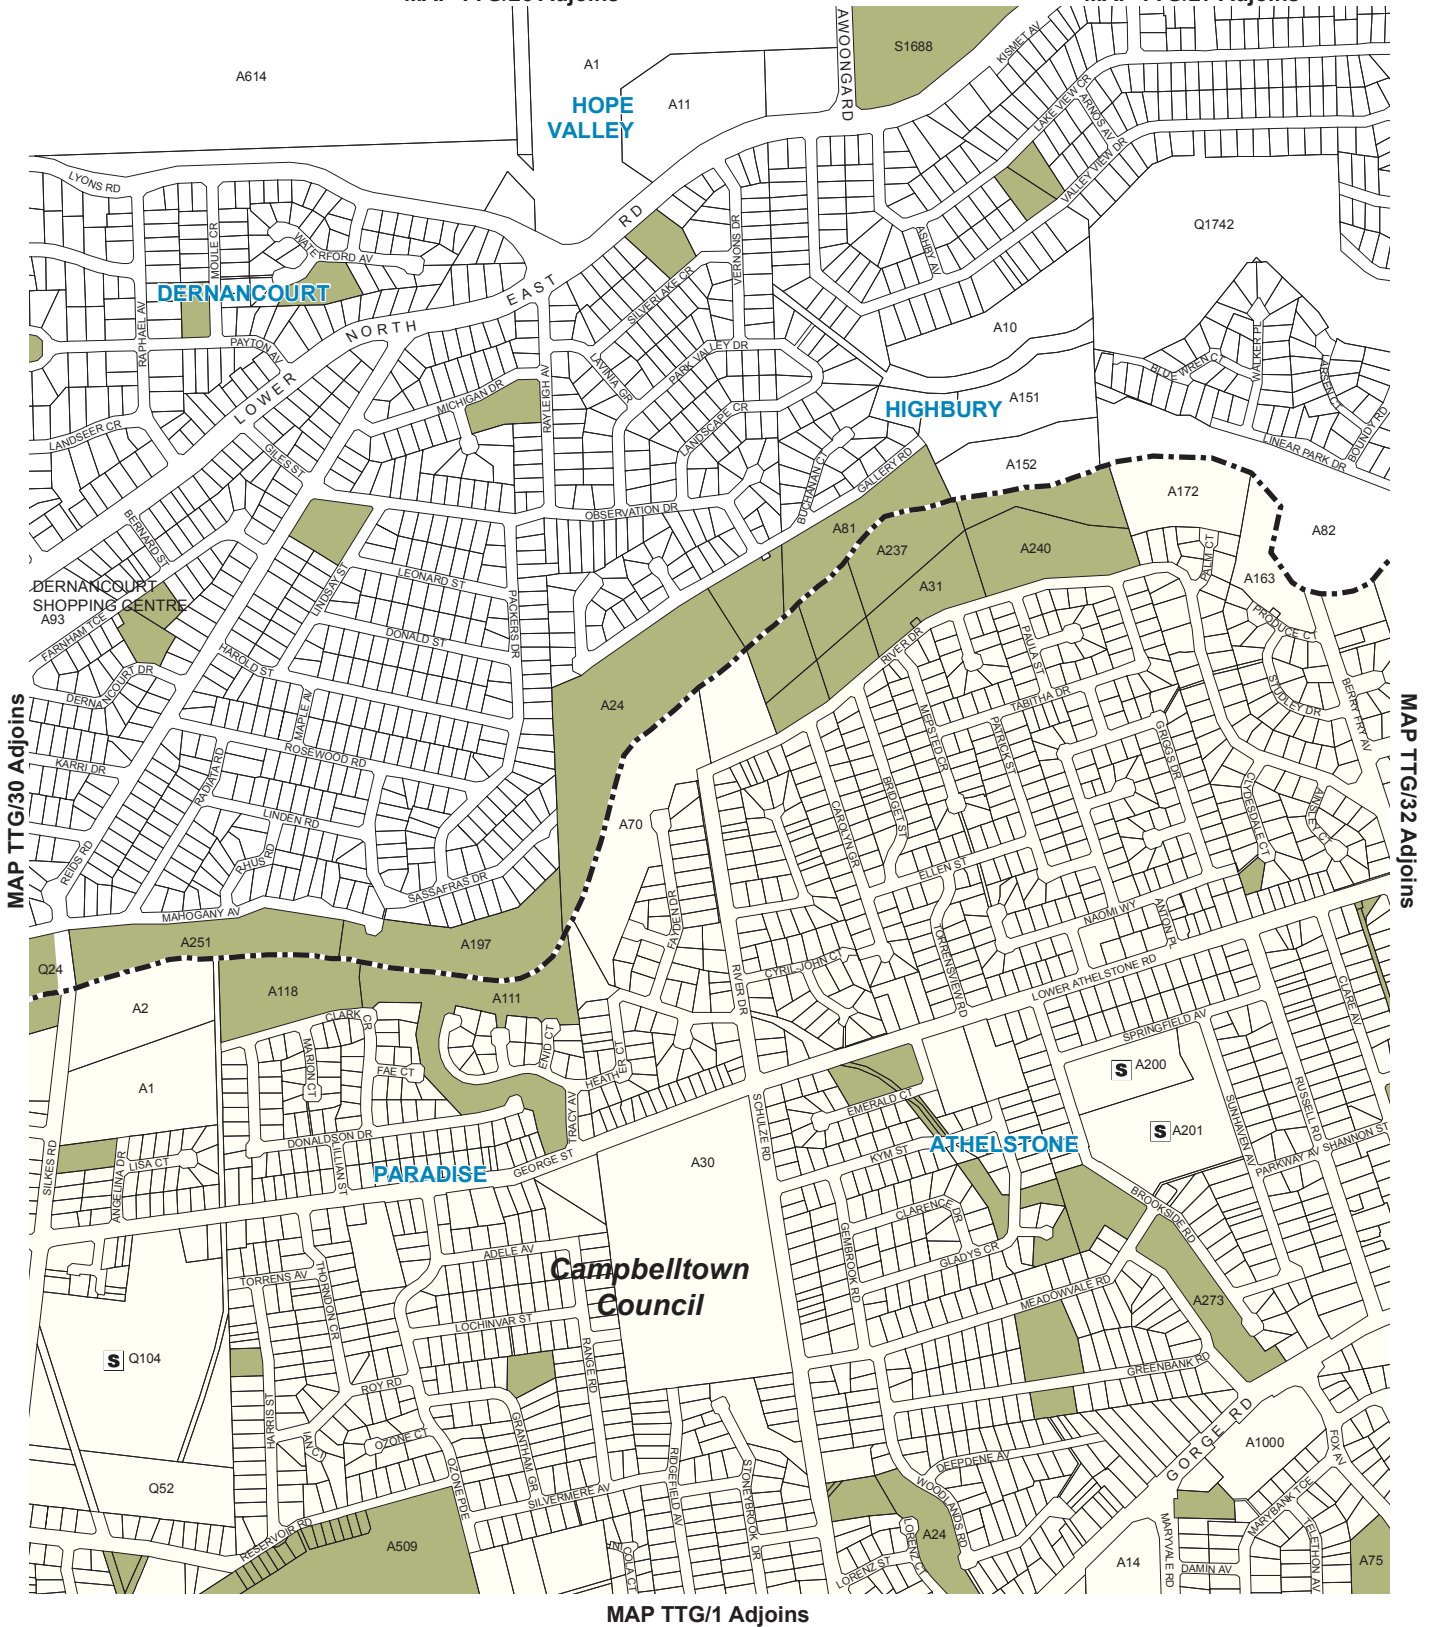 A614
A1
HOPE
VALLEY
A11
AWOONGA RD
S1688
KISMET AV
LAKE VIEW CR
ARNOS AV
VALLEY VIEW DR
LYONS RD
MOULE CR
WATERFORD AV
DERNANCOURT
RAPHAEL AV
PAYTON AV
LOWER NORTH EAST RD
SILVERLAKE CR
VERNONS DR
ASHBY AV
Q1742
A10
LAVINIA GR
PARK VALLEY DR
MICHIGAN DR
RAYLEIGH AV
LANDSCAPE CR
HIGHBURY
A151
BLUE WREN CT
WALKER PL
LARSEN CT
BOUNDY RD
LINEAR PARK DR
LANDSEER CR
GILES ST
BERNARD ST
OBSERVATION DR
BUCHANAN CT
GALLERY RD
A152
A172
A82
A81
A237
A240
A31
PALM CT
A163
PRODUCE CT
DERNANCOURT
SHOPPING CENTRE
A93
FARNHAM TCE
DERNANCOURT DR
LEONARD ST
LINDSAY ST
DONALD ST
PACKERS DR
HAROLD ST
MAPLE AV
ROSEWOOD RD
KARRI DR
RADIATA RD
LINDEN RD
RHUS RD
REIDS RD
SASSAFRAS DR
MAHOGANY AV
A24
RIVER DR
PAULA ST
TABITHA DR
STUDLEY DR
BERRY FRY AV
MEPSTED CR
PATRICK ST
GRIGGS DR
CLYDESDALE CT
AINSLEY CT
BRIDGET ST
CAROLYN GR
ELLEN ST
A70
FAYDEN DR
NAOMI WY
ANTON PL
TORRENSVIEW RD
CYRIL-JOHN CT
RIVER DR
LOWER ATHELSTONE RD
CLARE AV
MAP TTG/30 Adjoins
MAP TTG/32 Adjoins
A251
A197
Q24
A2
A118
A111
CLARK CR
MARION CT
FAE CT
ENID CT
HEATHER CT
TRACY AV
A1
SPRINGFIELD AV
S A200
S A201
EMERALD CT
KYM ST
ATHELSTONE
SCHULZE RD
SUNHAVEN AV
RUSSELL RD
PARKWAY AV
SHANNON ST
SILKES RD
ANGELINA DR
LISA CT
DONALDSON DR
LILLIAN ST
PARADISE
GEORGE ST
A30
CLARENCE DR
GEMBROOK RD
GLADYS CR
BROOKSIDE RD
MEADOWVALE RD
A273
ADELE AV
Campbelltown
Council
TORRENS AV
THORNDON CR
LOCHINVAR ST
RANGE RD
S Q104
ROY RD
HARRIS ST
IAN CT
OZONE CT
GRANTHAM GR
OZONE PDE
GREENBANK RD
GORGE RD
A1000
FOX AV
DEEPDENE AV
WOODLANDS RD
Q52
SILVERMERE AV
RIDGEFIELD AV
STONEYBROOK DR
RESERVOIR RD
A509
LORENZ ST
LORENZ CT
A24
A14
MARYVALE RD
MARYBANK TCE
DAMIN AV
TELETHON AV
A75
MAP TTG/1 Adjoins